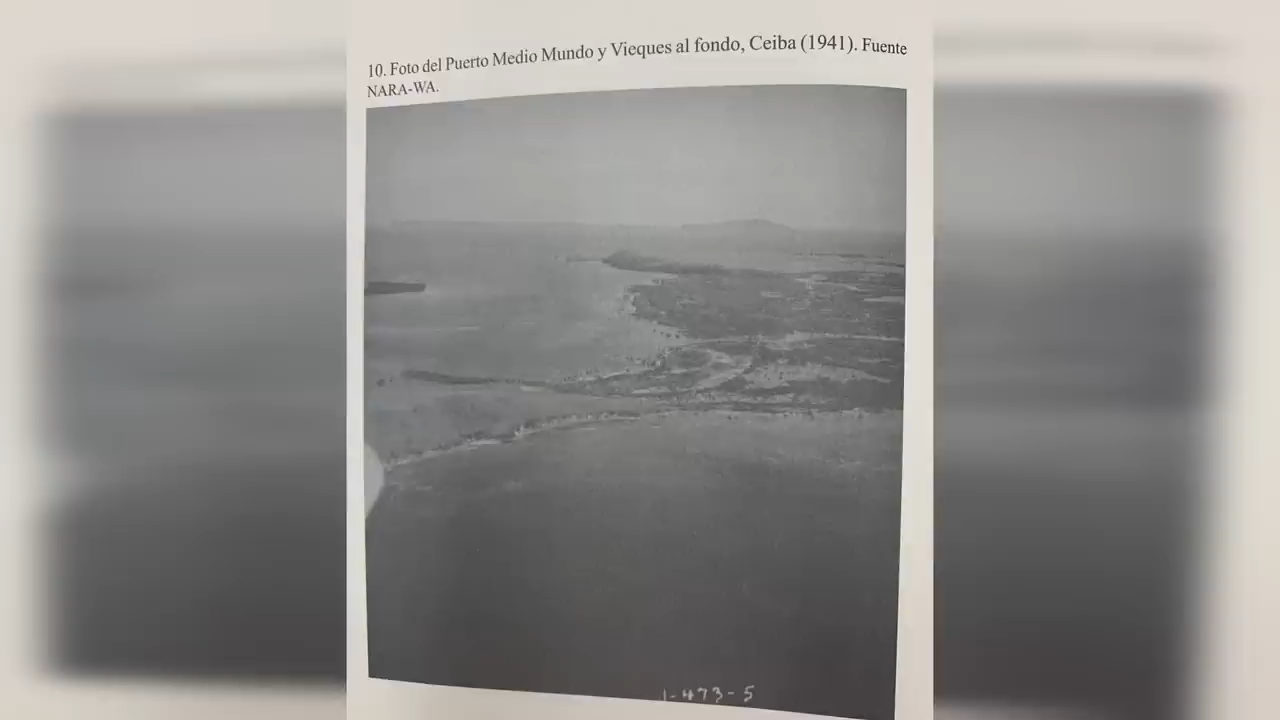 10. Foto del Puerto Medio Mundo y Vieques al fondo, Ceiba (1941). Fuente
NARA-WA.
1-473-5